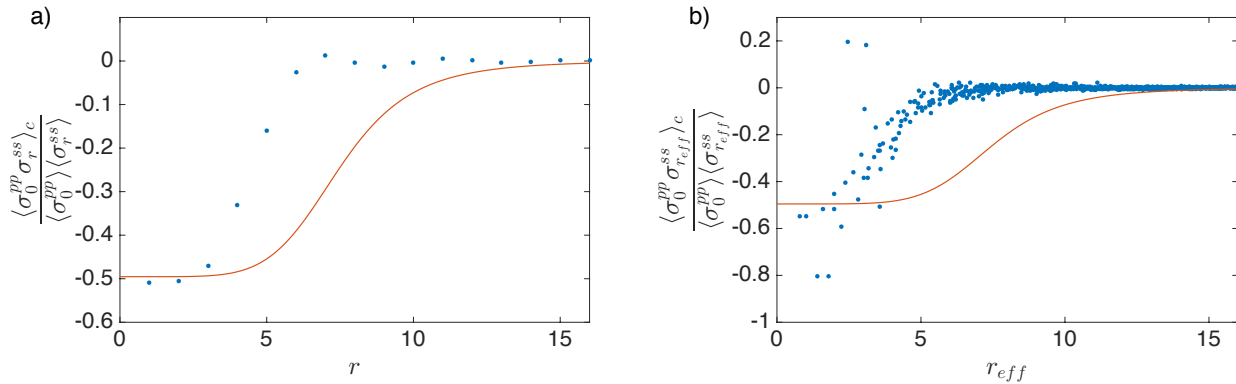 a)
0
-0.1
-0.2
-0.3
-0.4
-0.5
-0.6
0 5 10 15
r
⟨σ_0^{pp} σ_r^{ss}⟩_c
⟨σ_0^{pp}⟩⟨σ_r^{ss}⟩
b)
0.2
0
-0.2
-0.4
-0.6
-0.8
-1
0 5 10 15
r_{eff}
⟨σ_0^{pp} σ_{r_{eff}}^{ss}⟩_c
⟨σ_0^{pp}⟩⟨σ_{r_{eff}}^{ss}⟩